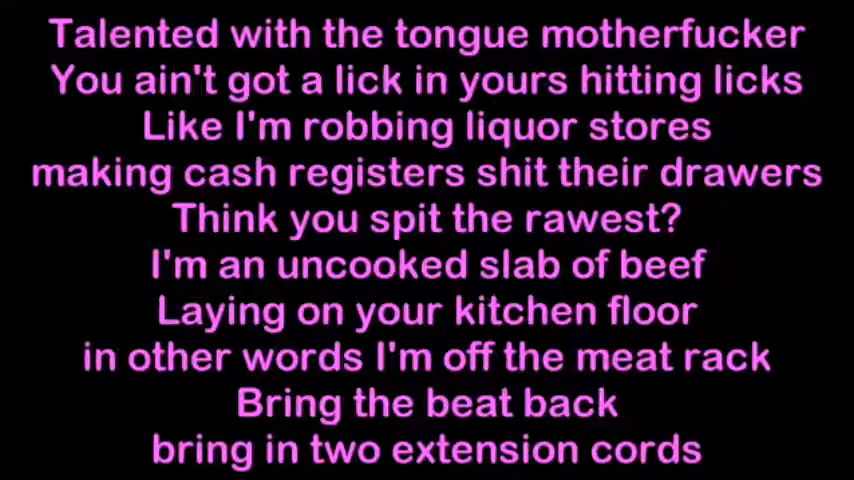 Talented with the tongue motherfucker
You ain't got a lick in yours hitting licks
Like I'm robbing liquor stores
making cash registers shit their drawers
Think you spit the rawest?
I'm an uncooked slab of beef
Laying on your kitchen floor
in other words I'm off the meat rack
Bring the beat back
bring in two extension cords